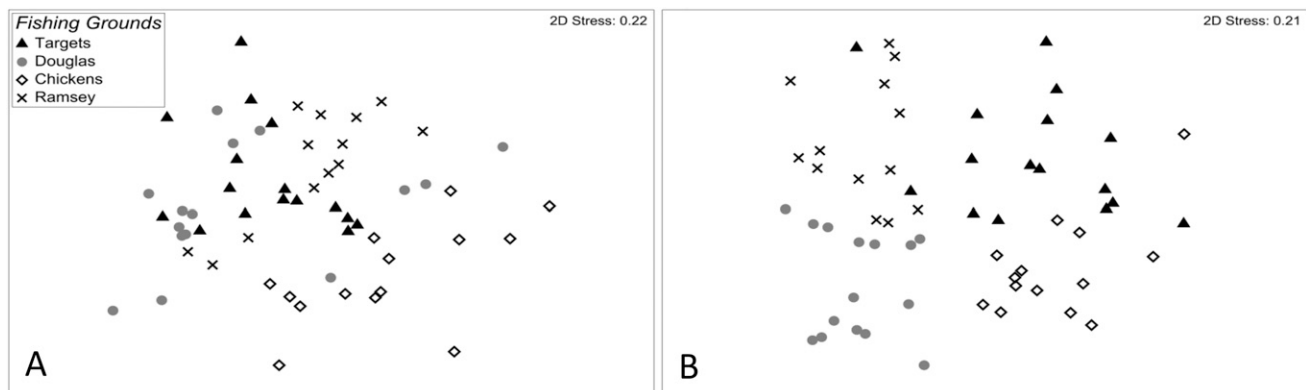 Fishing Grounds
Targets
Douglas
Chickens
Ramsey
2D Stress: 0.22
A
2D Stress: 0.21
B